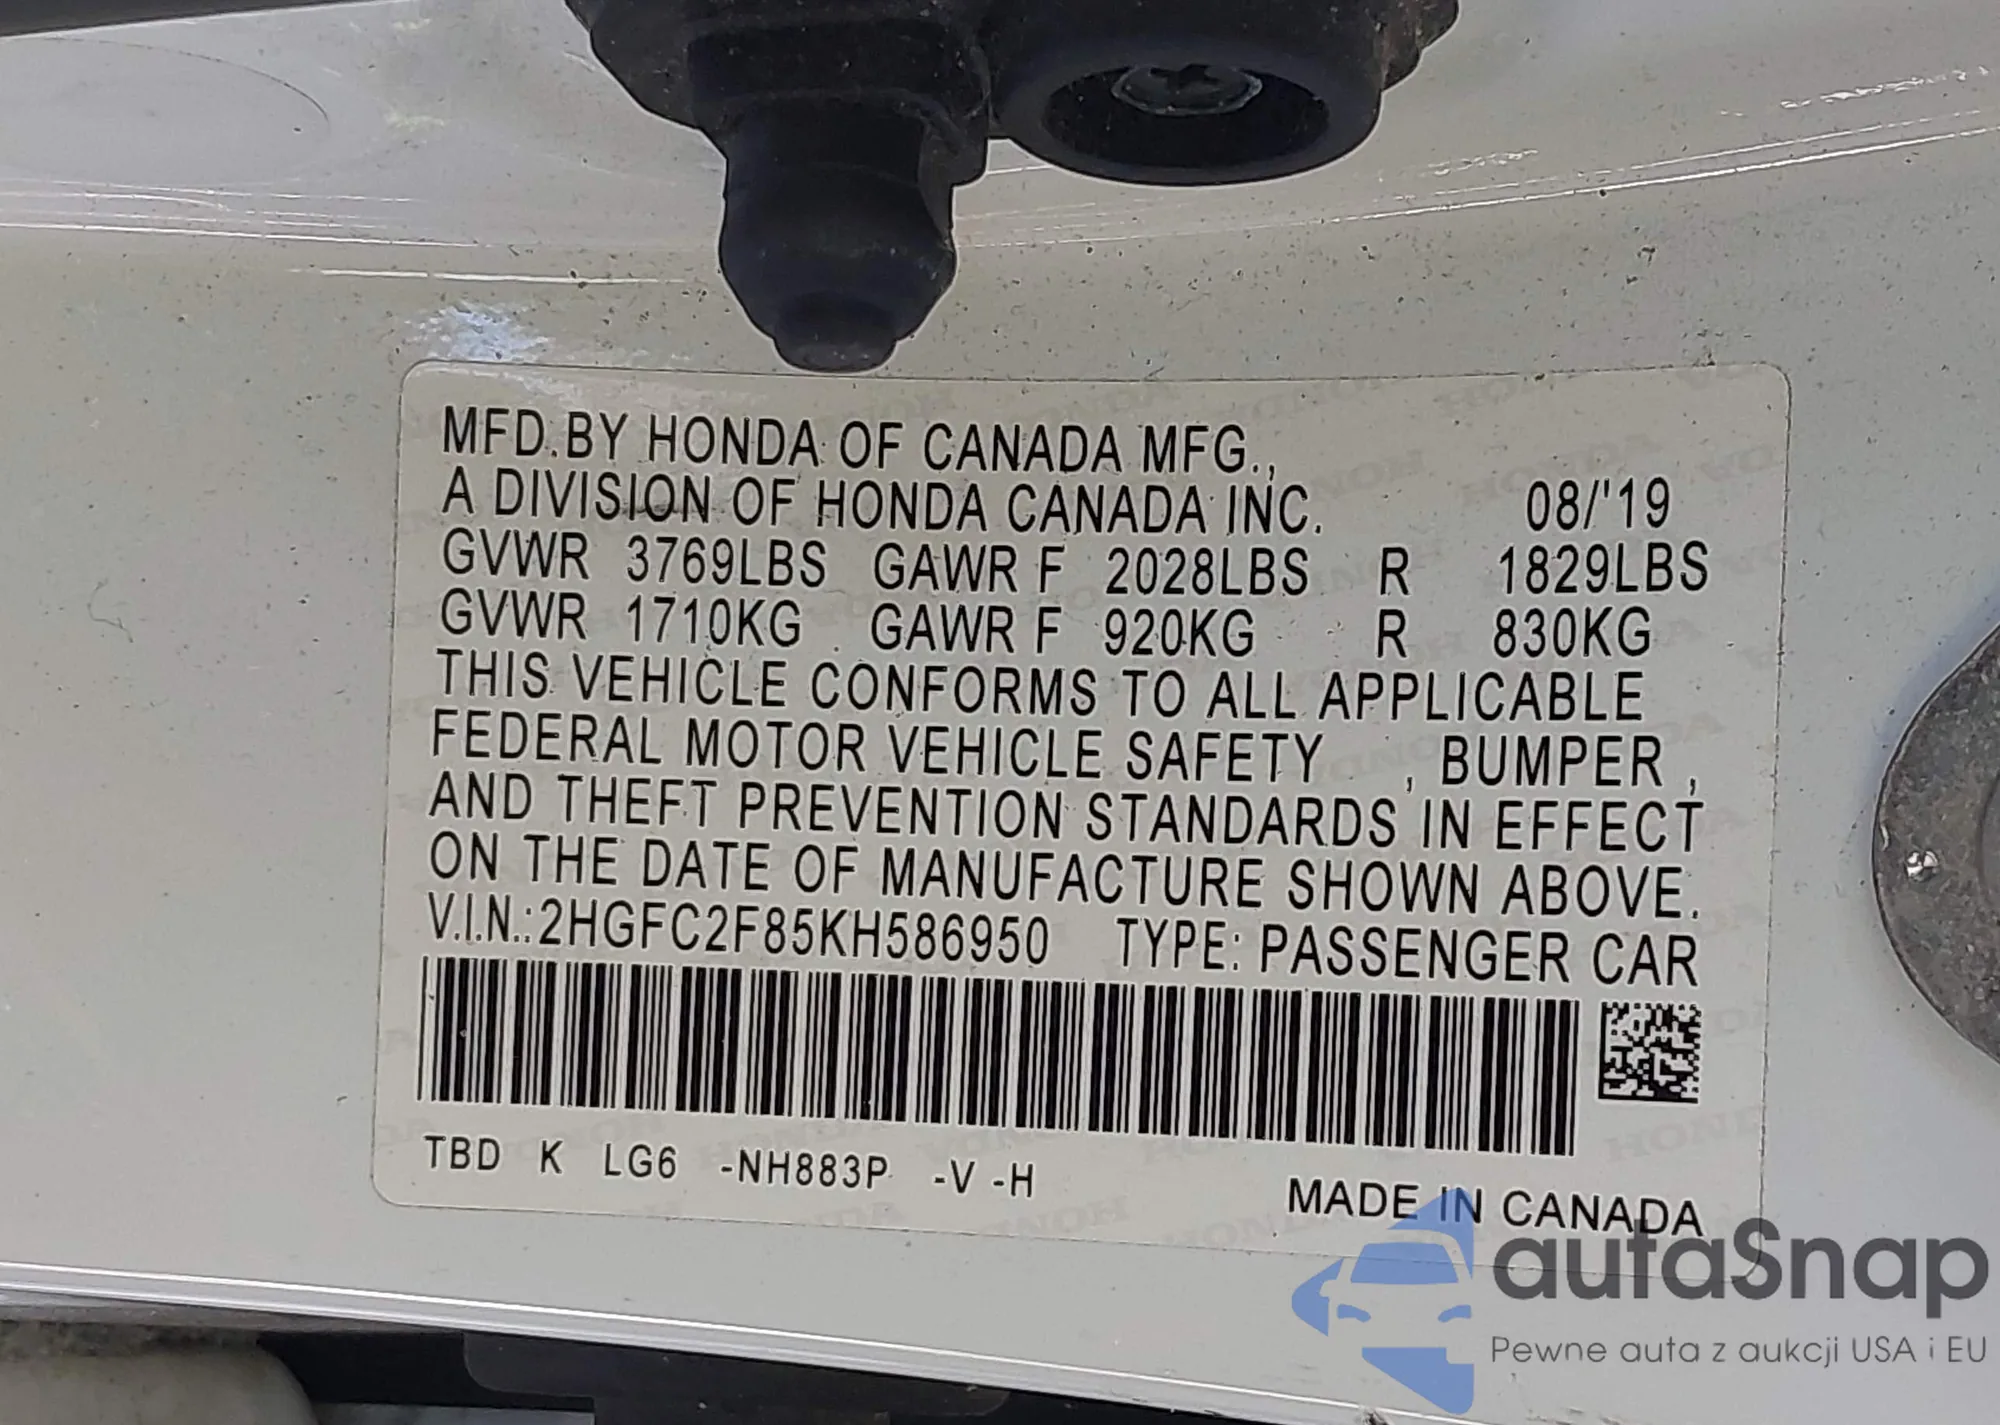 MFD.BY HONDA OF CANADA MFG.,
A DIVISION OF HONDA CANADA INC. 08/'19
GVWR 3769LBS GAWR F 2028LBS R 1829LBS
GVWR 1710KG GAWR F 920KG R 830KG
THIS VEHICLE CONFORMS TO ALL APPLICABLE
FEDERAL MOTOR VEHICLE SAFETY , BUMPER ,
AND THEFT PREVENTION STANDARDS IN EFFECT
ON THE DATE OF MANUFACTURE SHOWN ABOVE.
V.I.N.:2HGFC2F85KH586950 TYPE: PASSENGER CAR
TBD K LG6 -NH883P -V -H
MADE IN CANADA
autaSnap
Pewne auta z aukcji USA i EU